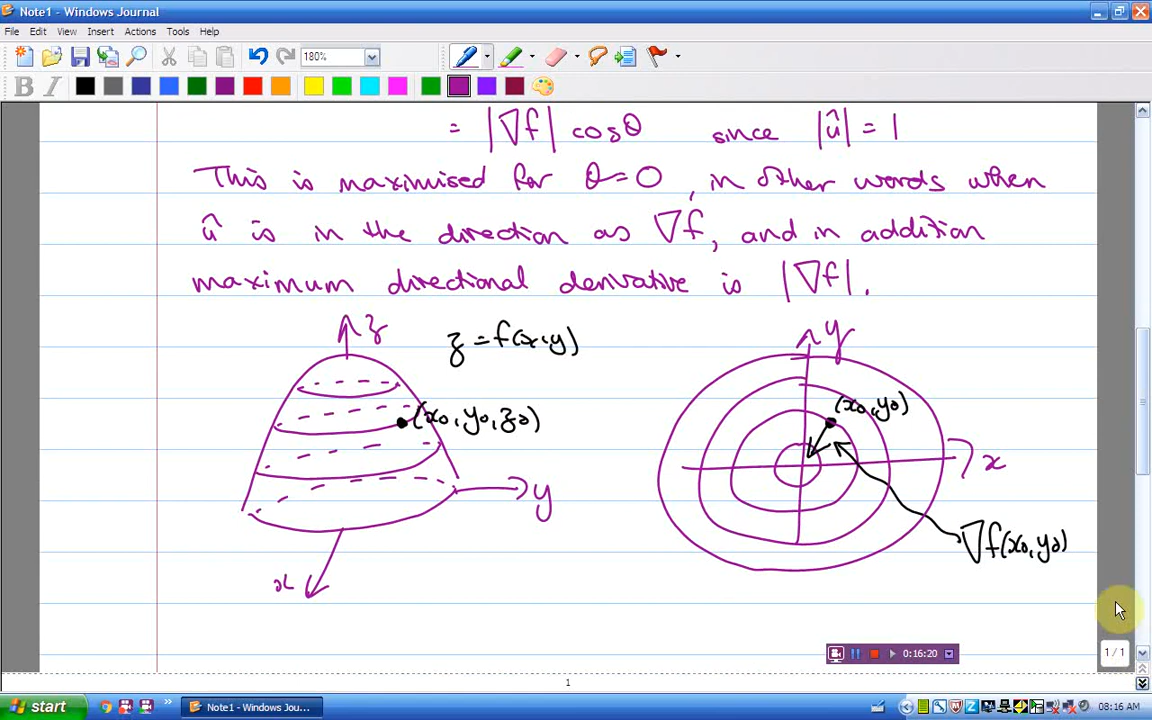 Note1 - Windows Journal
File Edit View Insert Actions Tools Help
180%
B I
= |∇f| cosθ since |û| = 1
This is maximised for θ=0, in other words when
û is in the direction as ∇f, and in addition
maximum directional derivative is |∇f|.
z
z = f(x,y)
y
(x0, y0)
(x0, y0, z0)
x
y
∇f(x0, y0)
x
0:16:20
1 / 1
1
start
Note1 - Windows Jou...
08:16 AM